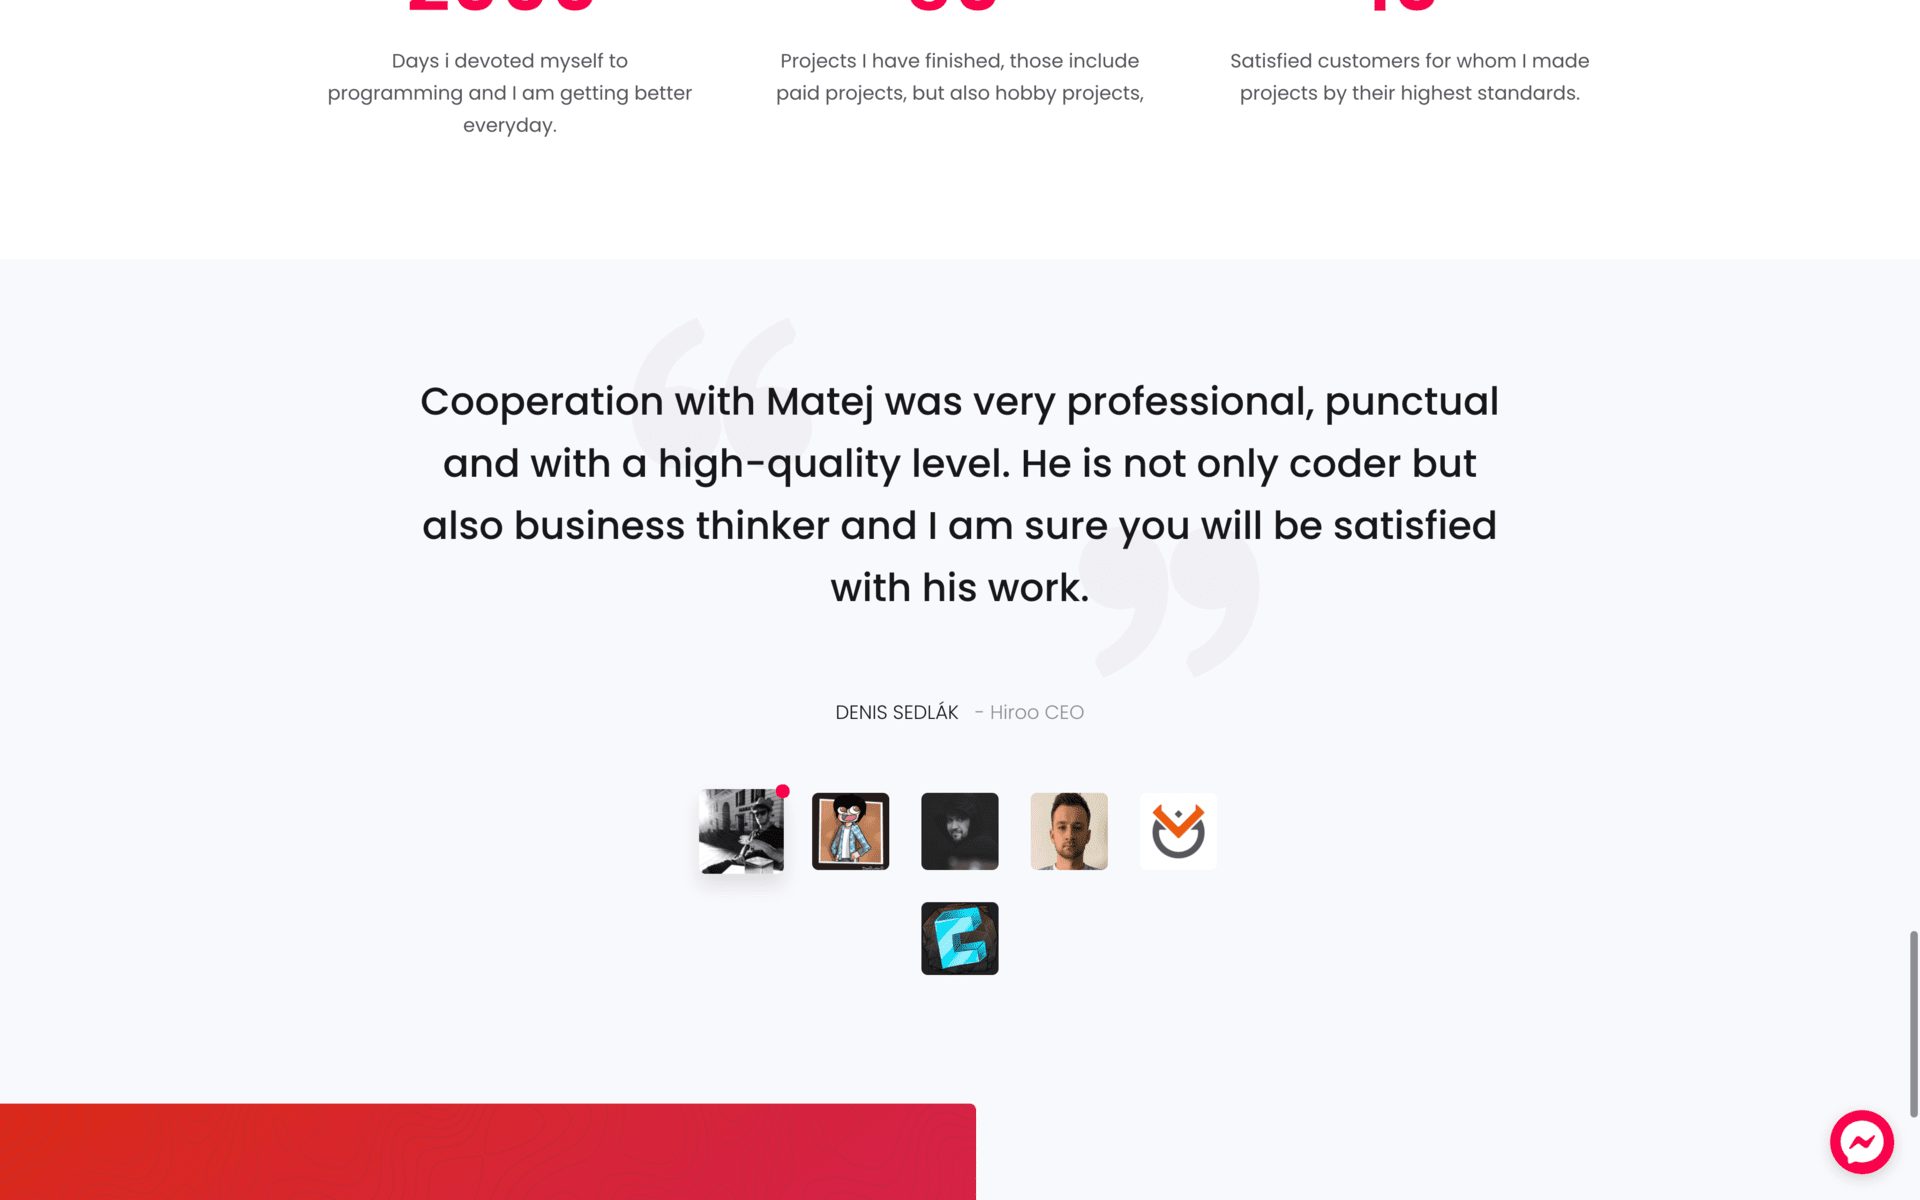 Days i devoted myself to
programming and I am getting better
everyday.
Projects I have finished, those include
paid projects, but also hobby projects,
Satisfied customers for whom I made
projects by their highest standards.
Cooperation with Matej was very professional, punctual
and with a high-quality level. He is not only coder but
also business thinker and I am sure you will be satisfied
with his work.
DENIS SEDLÁK - Hiroo CEO